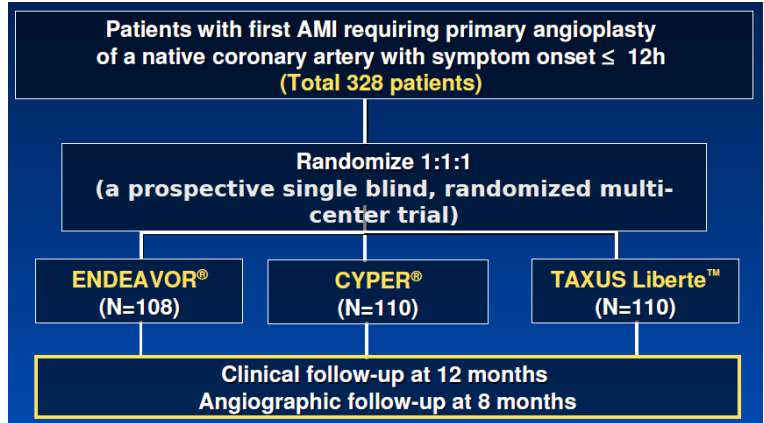 Patients with first AMI requiring primary angioplasty
of a native coronary artery with symptom onset ≤ 12h
(Total 328 patients)
Randomize 1:1:1
(a prospective single blind, randomized multi-
center trial)
ENDEAVOR®
(N=108)
CYPER®
(N=110)
TAXUS Liberte™
(N=110)
Clinical follow-up at 12 months
Angiographic follow-up at 8 months